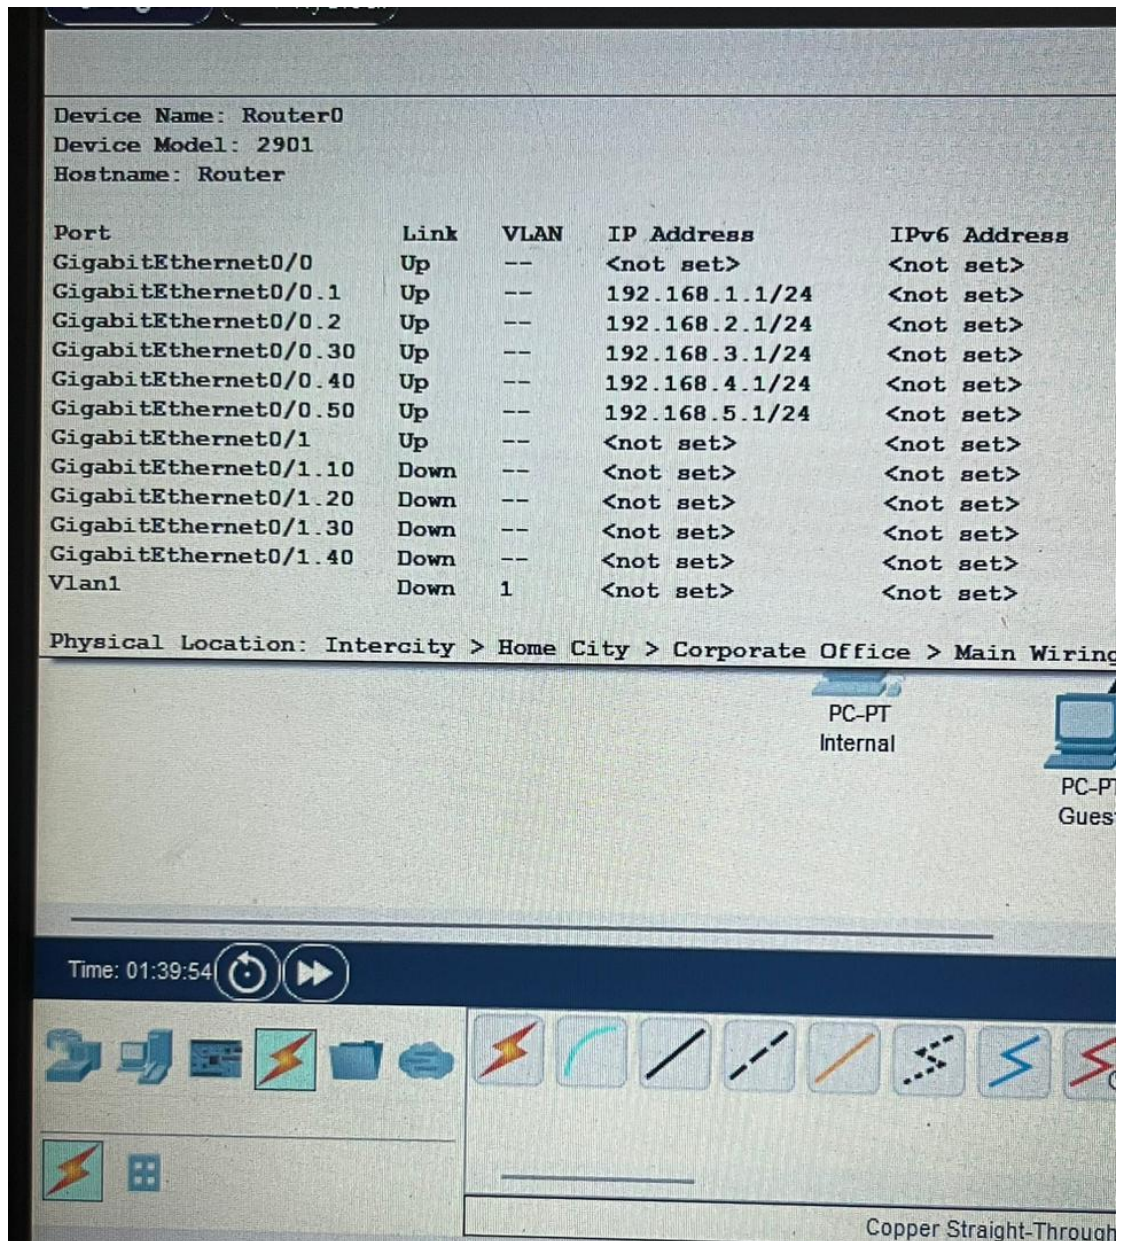 Device Name: Router0
Device Model: 2901
Hostname: Router
Port Link VLAN IP Address IPv6 Address
GigabitEthernet0/0 Up -- <not set> <not set>
GigabitEthernet0/0.1 Up -- 192.168.1.1/24 <not set>
GigabitEthernet0/0.2 Up -- 192.168.2.1/24 <not set>
GigabitEthernet0/0.30 Up -- 192.168.3.1/24 <not set>
GigabitEthernet0/0.40 Up -- 192.168.4.1/24 <not set>
GigabitEthernet0/0.50 Up -- 192.168.5.1/24 <not set>
GigabitEthernet0/1 Up -- <not set> <not set>
GigabitEthernet0/1.10 Down -- <not set> <not set>
GigabitEthernet0/1.20 Down -- <not set> <not set>
GigabitEthernet0/1.30 Down -- <not set> <not set>
GigabitEthernet0/1.40 Down -- <not set> <not set>
Vlan1 Down 1 <not set> <not set>
Physical Location: Intercity > Home City > Corporate Office > Main Wiring
PC-PT
Internal
PC-PT
Gues
Time: 01:39:54
Copper Straight-Through